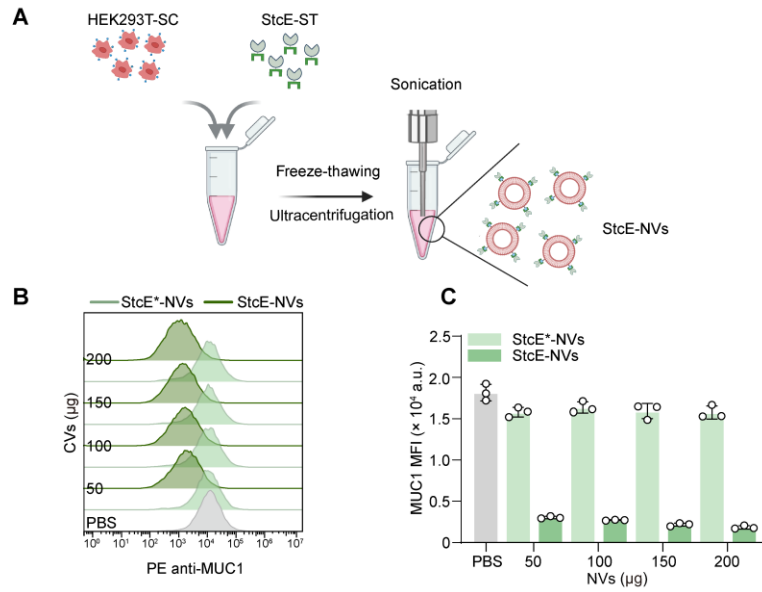 A
HEK293T-SC
StcE-ST
Sonication
Freeze-thawing
Ultracentrifugation
StcE-NVs
B
StcE*-NVs
StcE-NVs
CVs (μg)
200
150
100
50
PBS
10⁰ 10¹ 10² 10³ 10⁴ 10⁵ 10⁶ 10⁷
PE anti-MUC1
C
StcE*-NVs
StcE-NVs
MUC1 MFI (× 10⁴ a.u.)
2.5
2.0
1.5
1.0
0.5
0
PBS 50 100 150 200
NVs (μg)